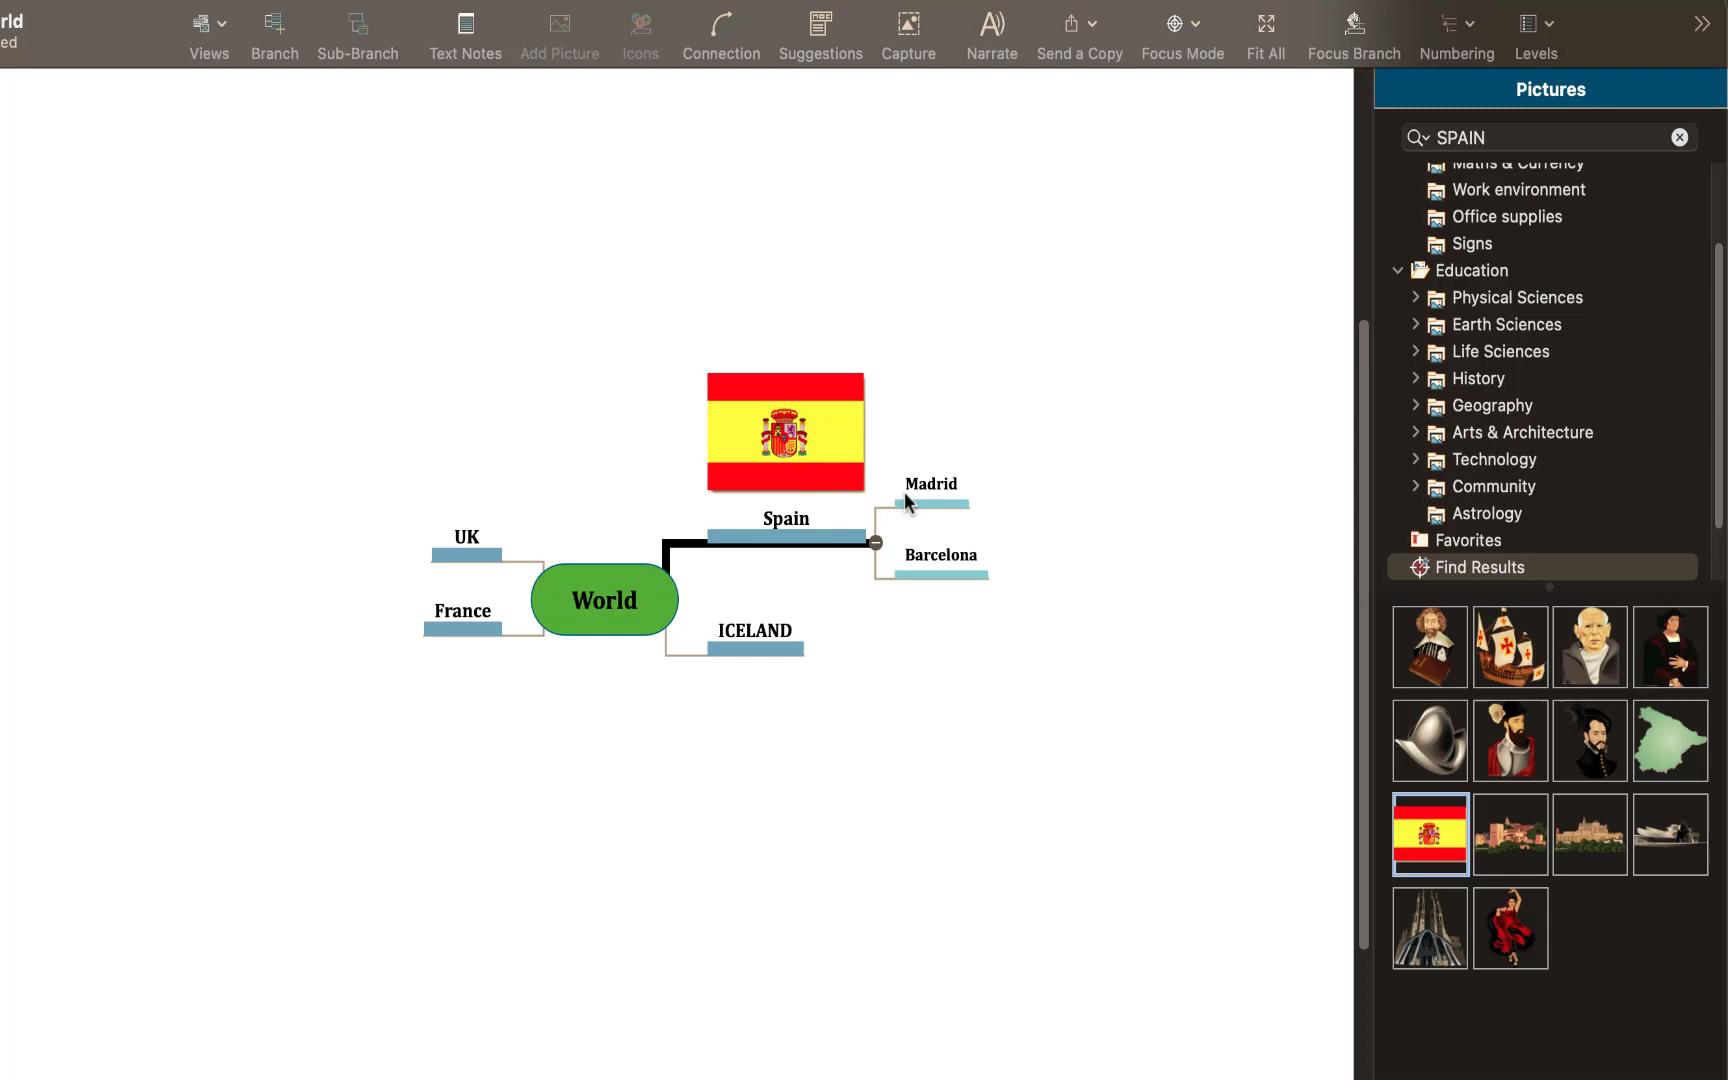 rld
ed
Views
Branch
Sub-Branch
Text Notes
Add Picture
Icons
Connection
Suggestions
Capture
Narrate
Send a Copy
Focus Mode
Fit All
Focus Branch
Numbering
Levels
Pictures
SPAIN
Maths & Currency
Work environment
Office supplies
Signs
Education
Physical Sciences
Earth Sciences
Life Sciences
History
Geography
Arts & Architecture
Technology
Community
Astrology
Favorites
Find Results
Madrid
Spain
Barcelona
UK
World
France
ICELAND